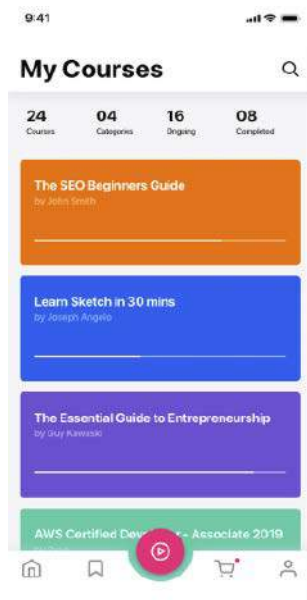 9:41
My Courses
24 04 16 08
Courses Categories Ongoing Completed
The SEO Beginners Guide
by John Smith
Learn Sketch in 30 mins
by Joseph Angelo
The Essential Guide to Entrepreneurship
by Guy Kawasaki
AWS Certified - Associate 2019